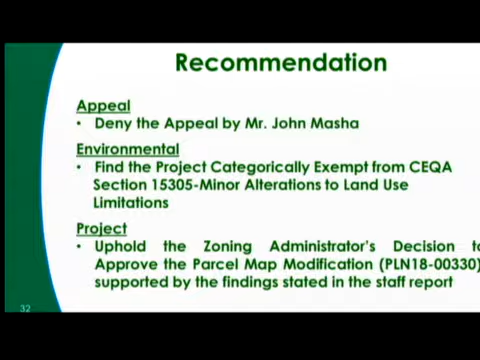 Recommendation
Appeal
• Deny the Appeal by Mr. John Masha
Environmental
• Find the Project Categorically Exempt from CEQA
Section 15305-Minor Alterations to Land Use
Limitations
Project
• Uphold the Zoning Administrator's Decision to
Approve the Parcel Map Modification (PLN18-00330)
supported by the findings stated in the staff report
32